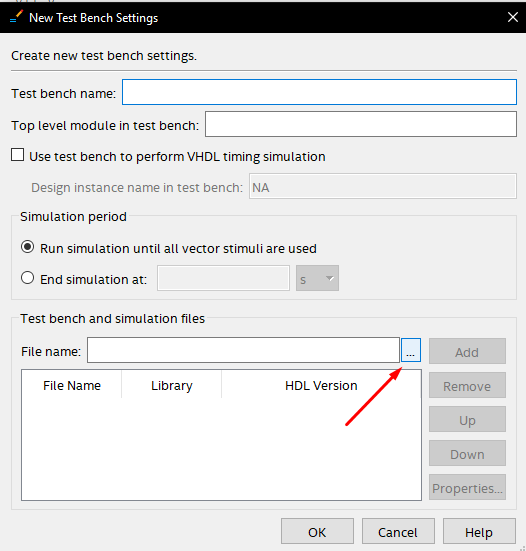 New Test Bench Settings
Create new test bench settings.
Test bench name:
Top level module in test bench:
Use test bench to perform VHDL timing simulation
Design instance name in test bench: NA
Simulation period
Run simulation until all vector stimuli are used
End simulation at: s
Test bench and simulation files
File name: ... Add
File Name Library HDL Version Remove
Up
Down
Properties...
OK Cancel Help